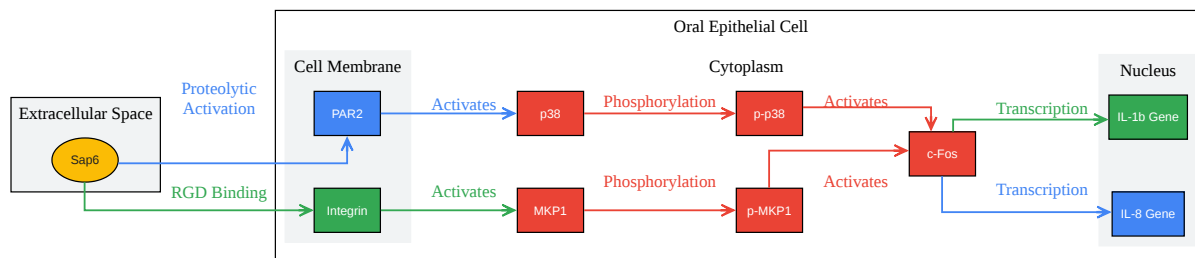 Oral Epithelial Cell
Cell Membrane
Cytoplasm
Nucleus
Proteolytic
Activation
Extracellular Space
Sap6
RGD Binding
PAR2
Activates
p38
Phosphorylation
p-p38
Activates
Transcription
IL-1b Gene
c-Fos
Integrin
Activates
MKP1
Phosphorylation
p-MKP1
Activates
Transcription
IL-8 Gene